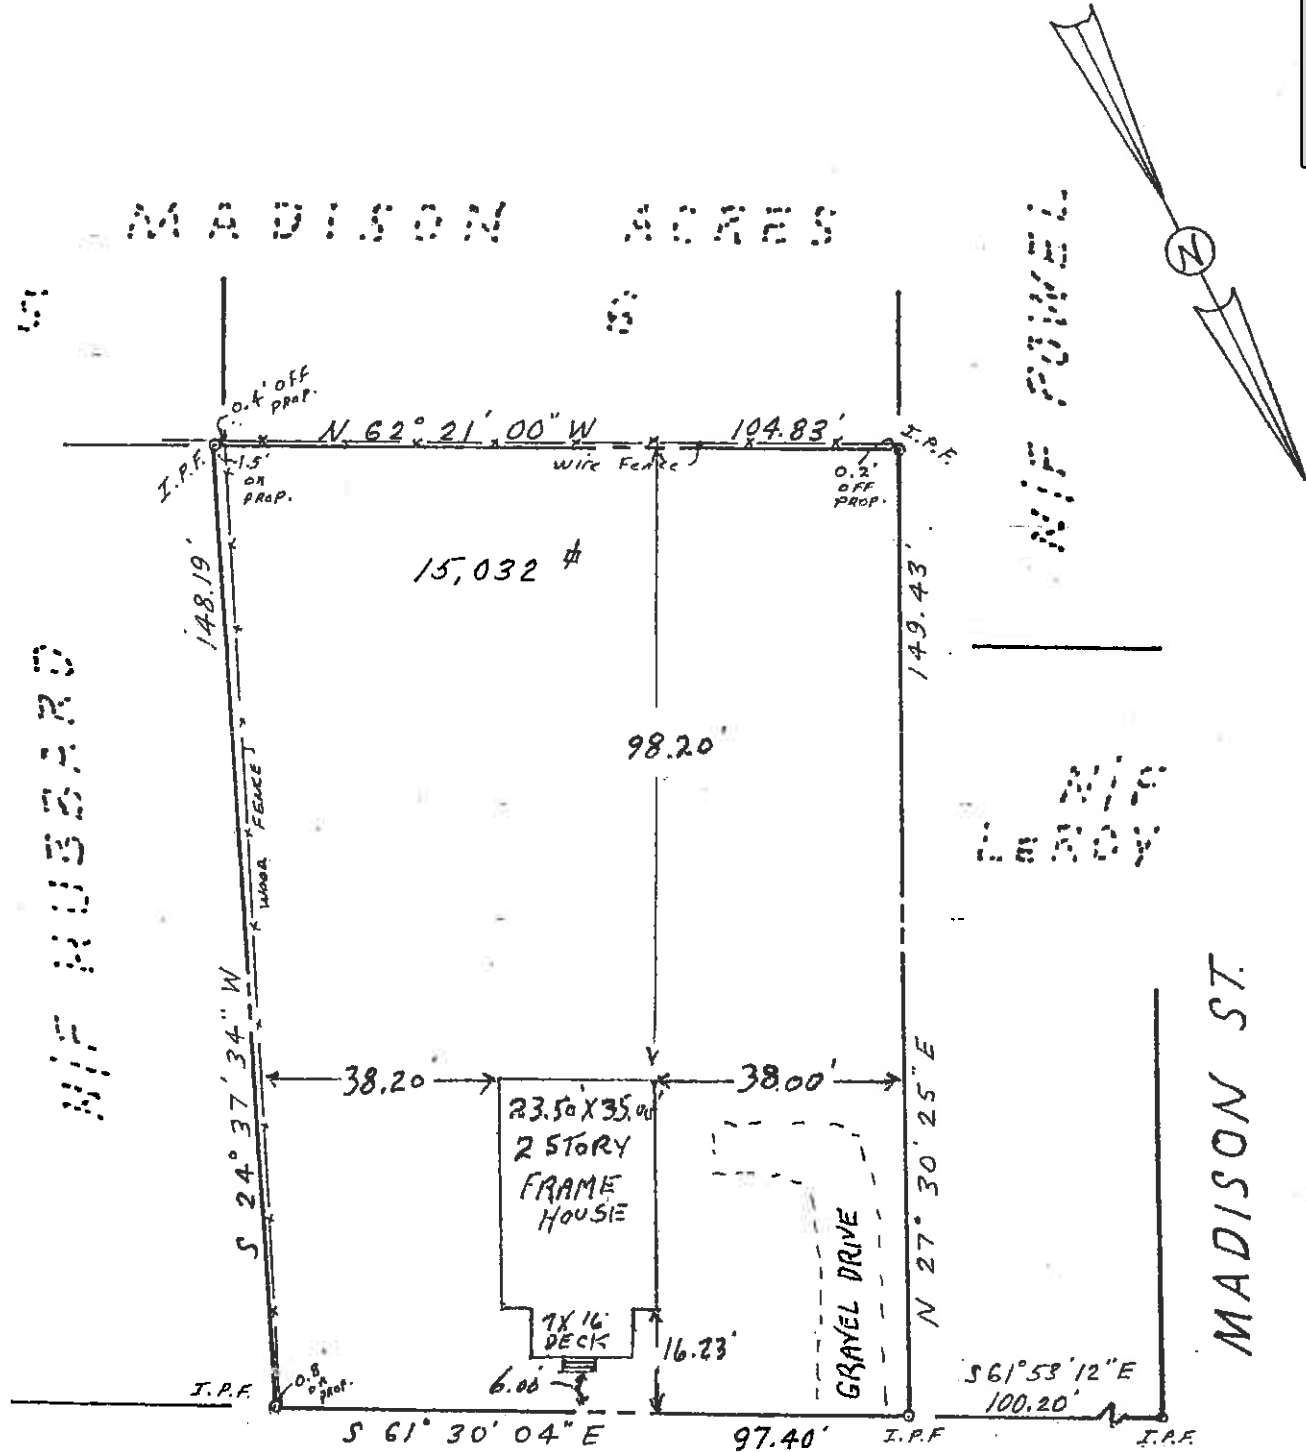 MADISON ACRES
5
6
N/F POWEL
N
0.4' OFF
PROP.
N 62° 21' 00" W 104.83'
I.P.F.
Wire Fence
I.P.F.
1.5'
ON
PROP.
0.2'
OFF
PROP.
15,032
148.19'
149.43'
N/F HUBBARD
98.20'
WOOD FENCE
N/F
LeROY
S 24° 37' 34" W
38.20
38.00'
N 27° 30' 25" E
MADISON ST.
23.50' X 35.00'
2 STORY
FRAME
HOUSE
GRAVEL DRIVE
7 X 16
DECK
16.23'
6.00'
S 61° 53' 12" E
100.20'
I.P.F.
0.8
ON
PROP.
S 61° 30' 04" E 97.40'
I.P.F
I.P.F.